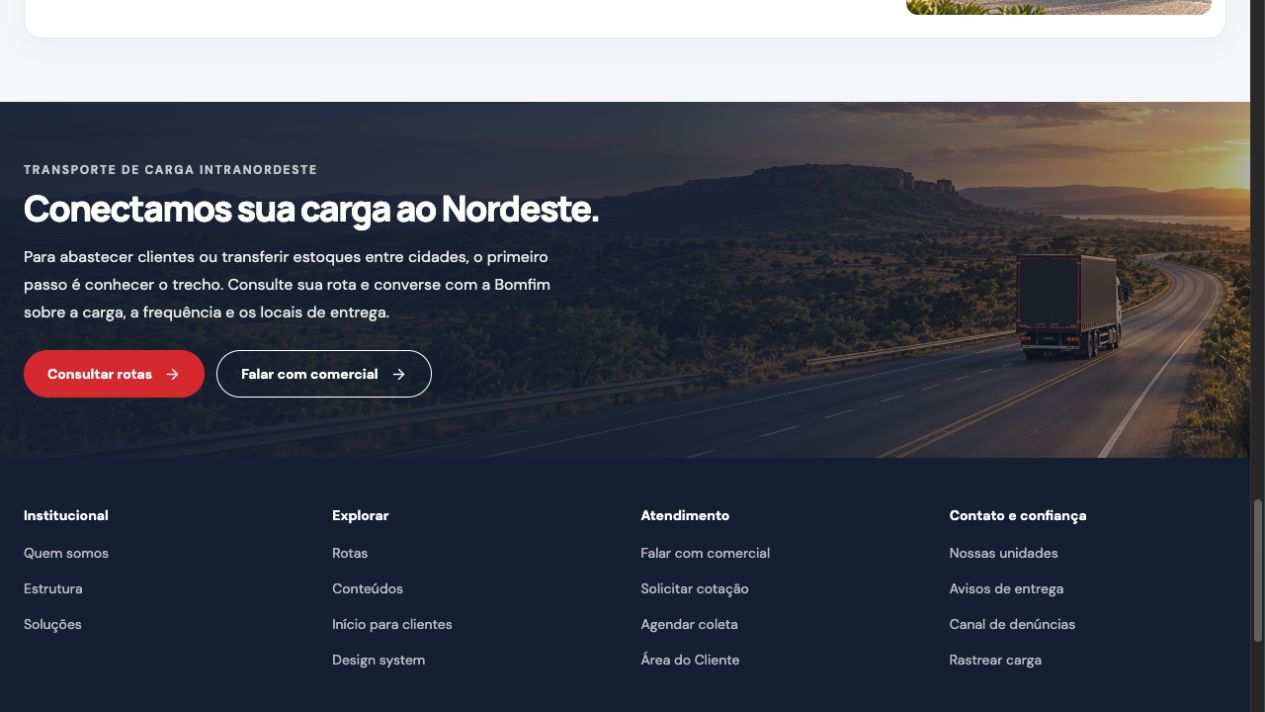 TRANSPORTE DE CARGA INTRANORDESTE
Conectamos sua carga ao Nordeste.
Para abastecer clientes ou transferir estoques entre cidades, o primeiro
passo é conhecer o trecho. Consulte sua rota e converse com a Bomfim
sobre a carga, a frequência e os locais de entrega.
Consultar rotas →
Falar com comercial →
Institucional
Quem somos
Estrutura
Soluções
Explorar
Rotas
Conteúdos
Início para clientes
Design system
Atendimento
Falar com comercial
Solicitar cotação
Agendar coleta
Área do Cliente
Contato e confiança
Nossas unidades
Avisos de entrega
Canal de denúncias
Rastrear carga